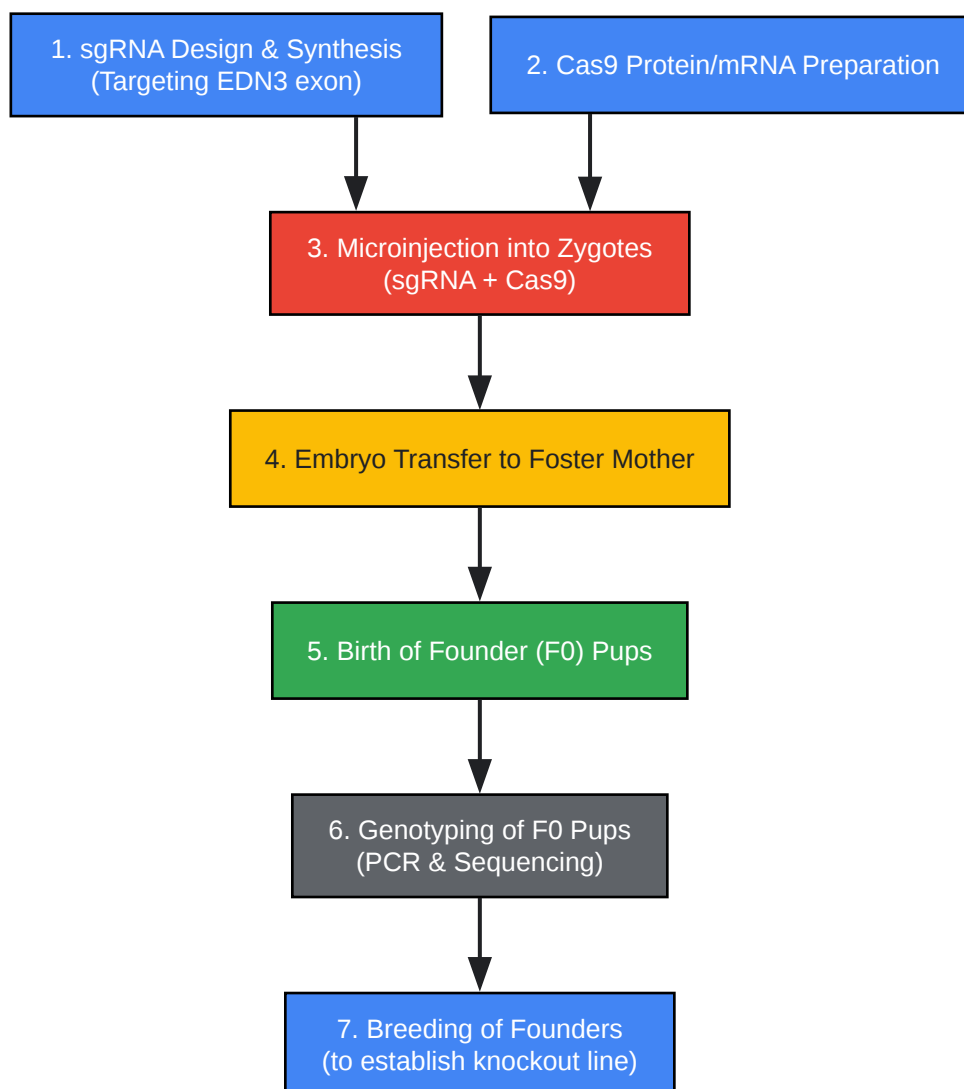 1. sgRNA Design & Synthesis
(Targeting EDN3 exon)
2. Cas9 Protein/mRNA Preparation
3. Microinjection into Zygotes
(sgRNA + Cas9)
4. Embryo Transfer to Foster Mother
5. Birth of Founder (F0) Pups
6. Genotyping of F0 Pups
(PCR & Sequencing)
7. Breeding of Founders
(to establish knockout line)